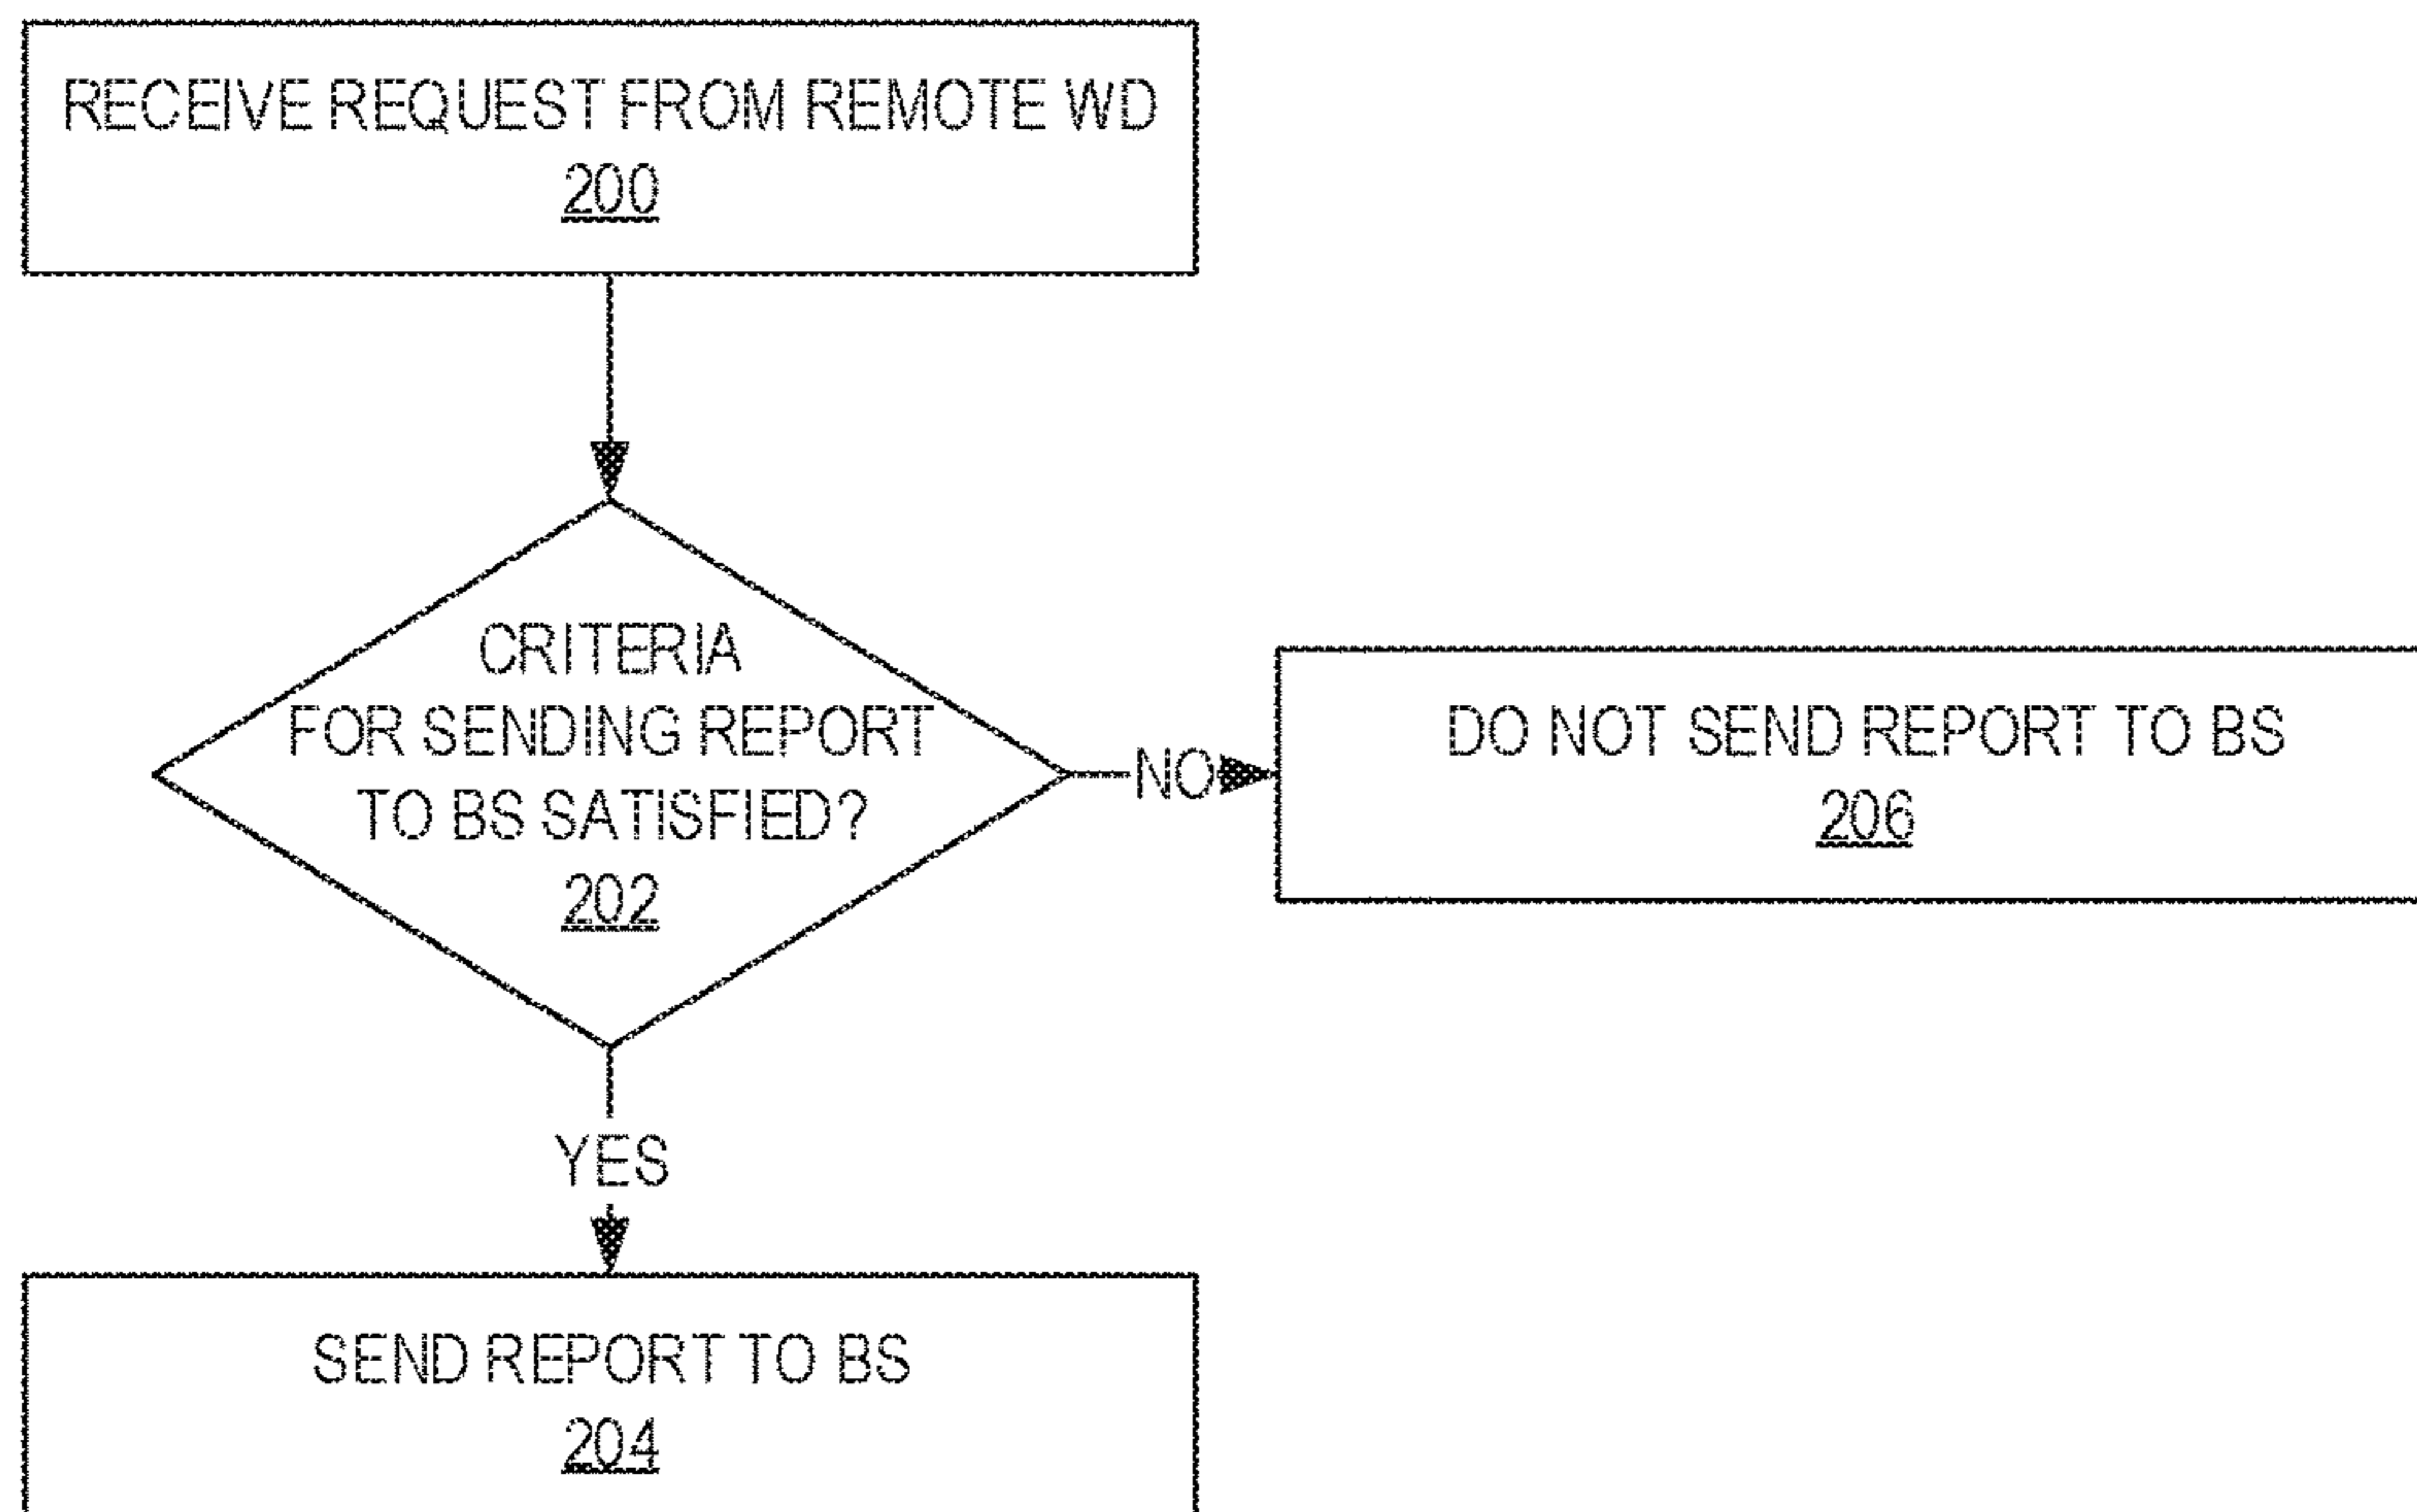 RECEIVE REQUEST FROM REMOTE WD
200
CRITERIA
FOR SENDING REPORT
TO BS SATISFIED?
202
NO
DO NOT SEND REPORT TO BS
206
YES
SEND REPORT TO BS
204